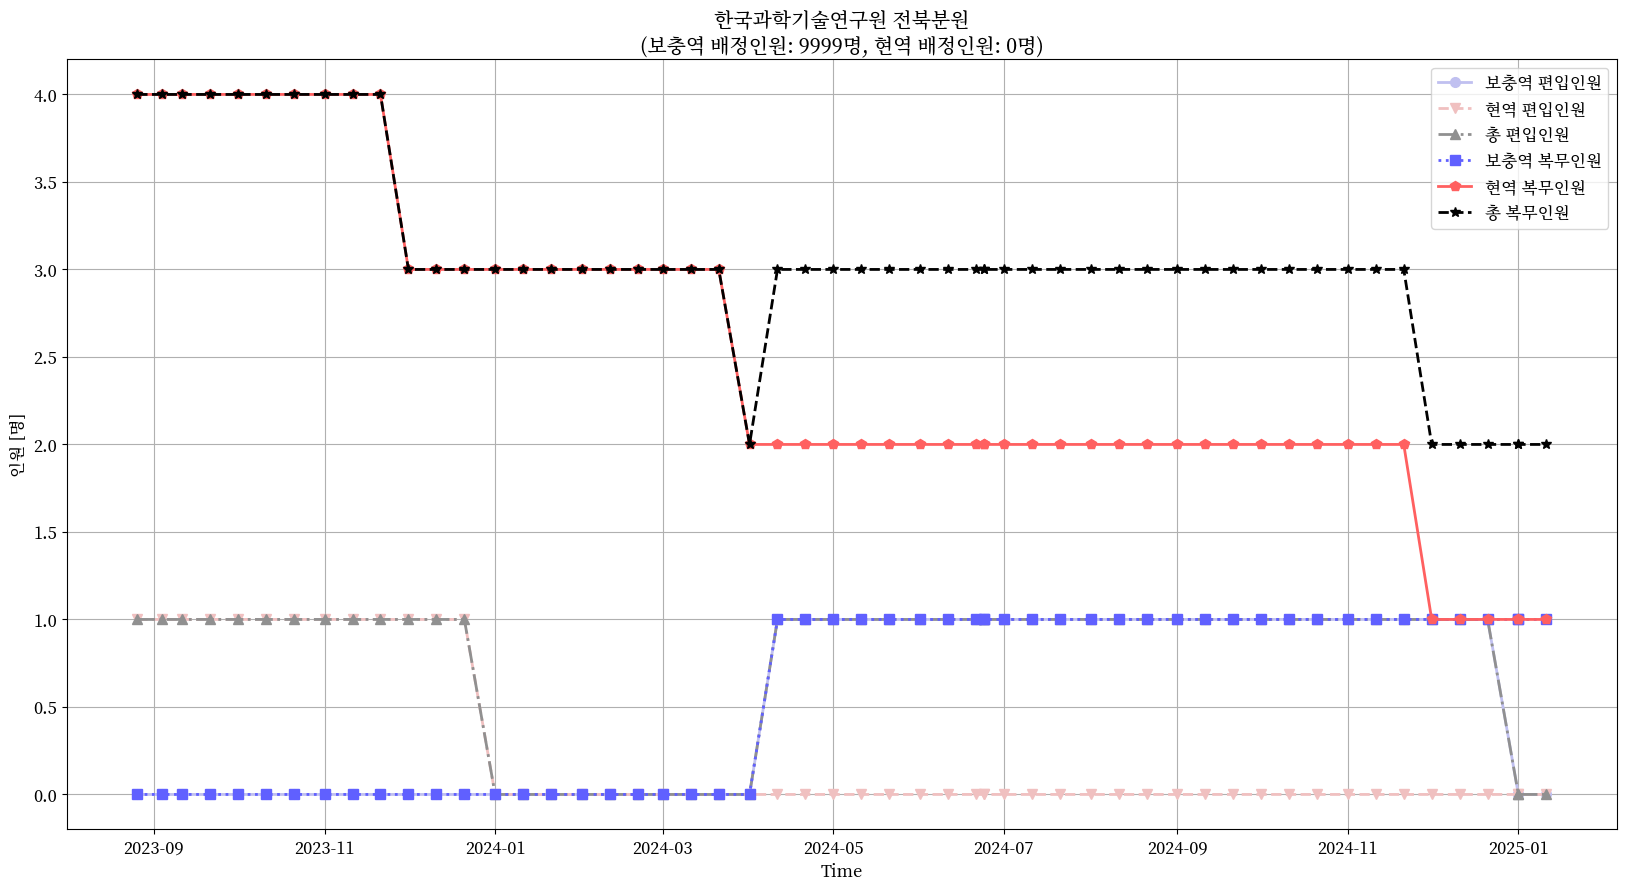 한국과학기술연구원 전북분원
(보충역 배정인원: 9999명, 현역 배정인원: 0명)
보충역 편입인원
현역 편입인원
총 편입인원
보충역 복무인원
현역 복무인원
총 복무인원
인원 [명]
4.0
3.5
3.0
2.5
2.0
1.5
1.0
0.5
0.0
2023-09
2023-11
2024-01
2024-03
2024-05
2024-07
2024-09
2024-11
2025-01
Time